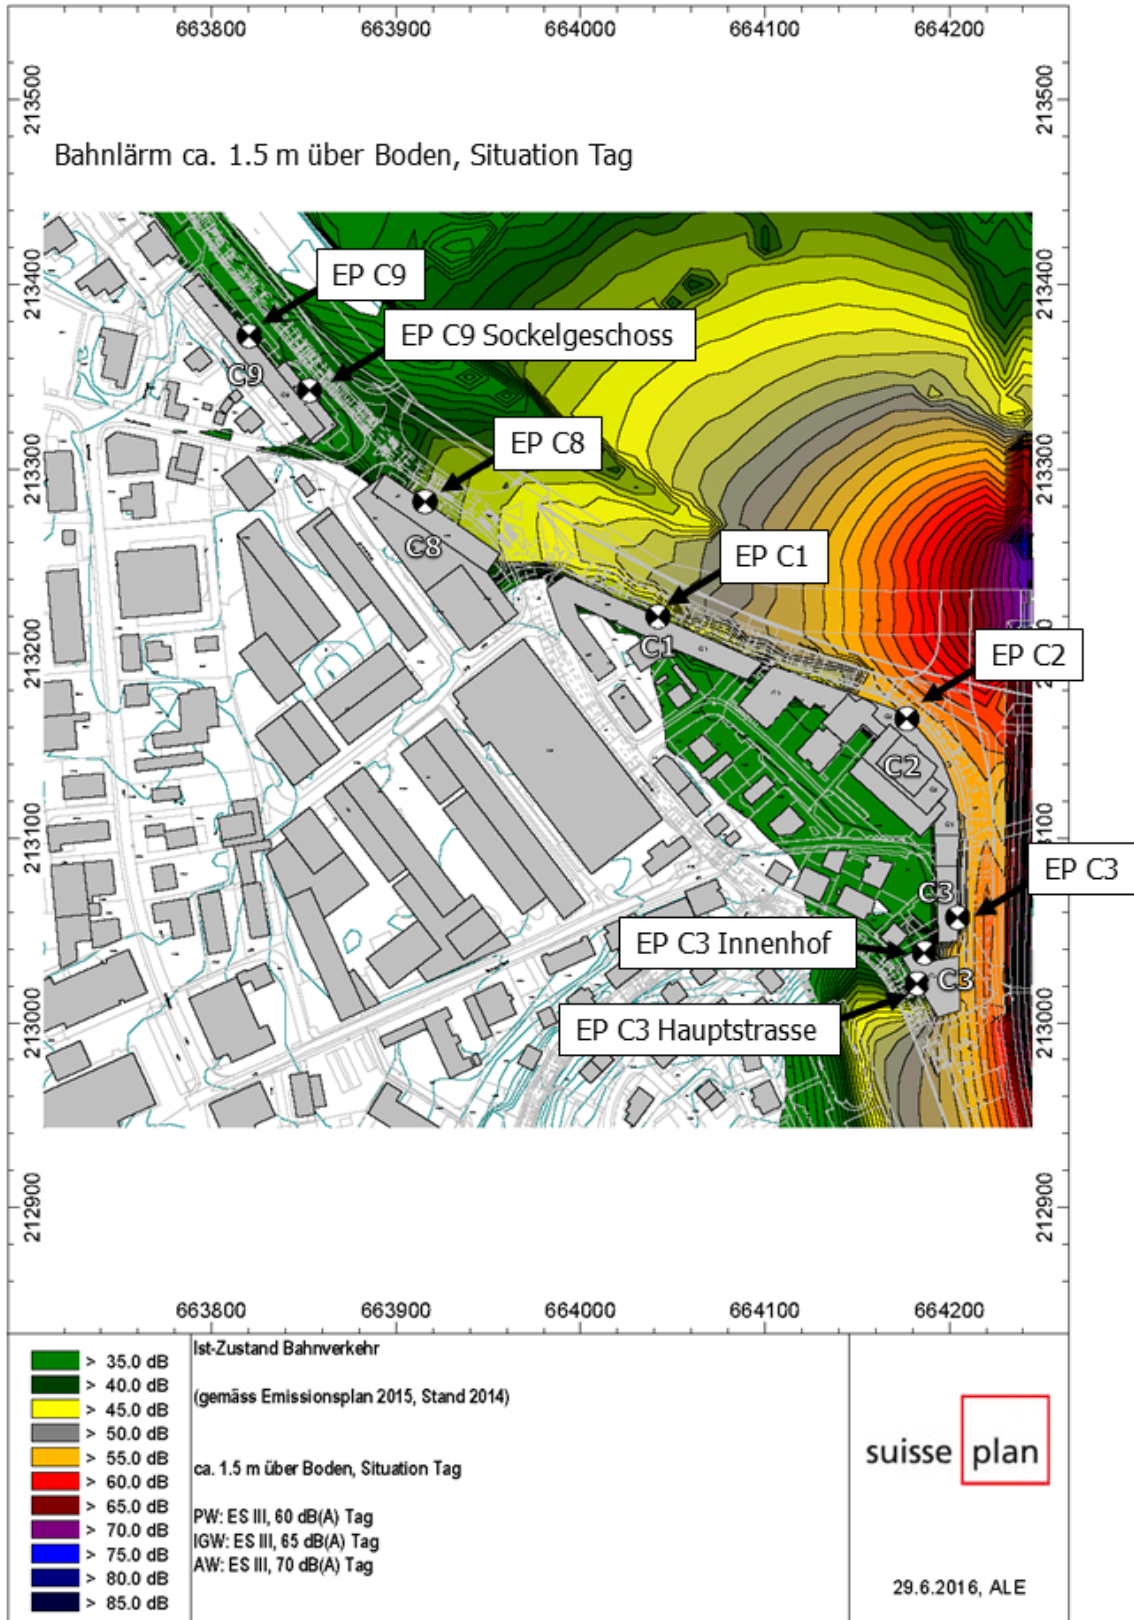 663800 663900 664000 664100 664200
213500 213500
Bahnlärm ca. 1.5 m über Boden, Situation Tag
213400 213400
EP C9
EP C9 Sockelgeschoss
C9
213300 213300
EP C8
C8
EP C1
213200
C1
EP C2
C2
213100
EP C3
C3
EP C3 Innenhof
C3
EP C3 Hauptstrasse
213000 213000
212900 212900
663800 663900 664000 664100 664200
> 35.0 dB
> 40.0 dB
> 45.0 dB
> 50.0 dB
> 55.0 dB
> 60.0 dB
> 65.0 dB
> 70.0 dB
> 75.0 dB
> 80.0 dB
> 85.0 dB
Ist-Zustand Bahnverkehr
(gemäss Emissionsplan 2015, Stand 2014)
ca. 1.5 m über Boden, Situation Tag
PW: ES III, 60 dB(A) Tag
IGW: ES III, 65 dB(A) Tag
AW: ES III, 70 dB(A) Tag
suisse plan
29.6.2016, ALE